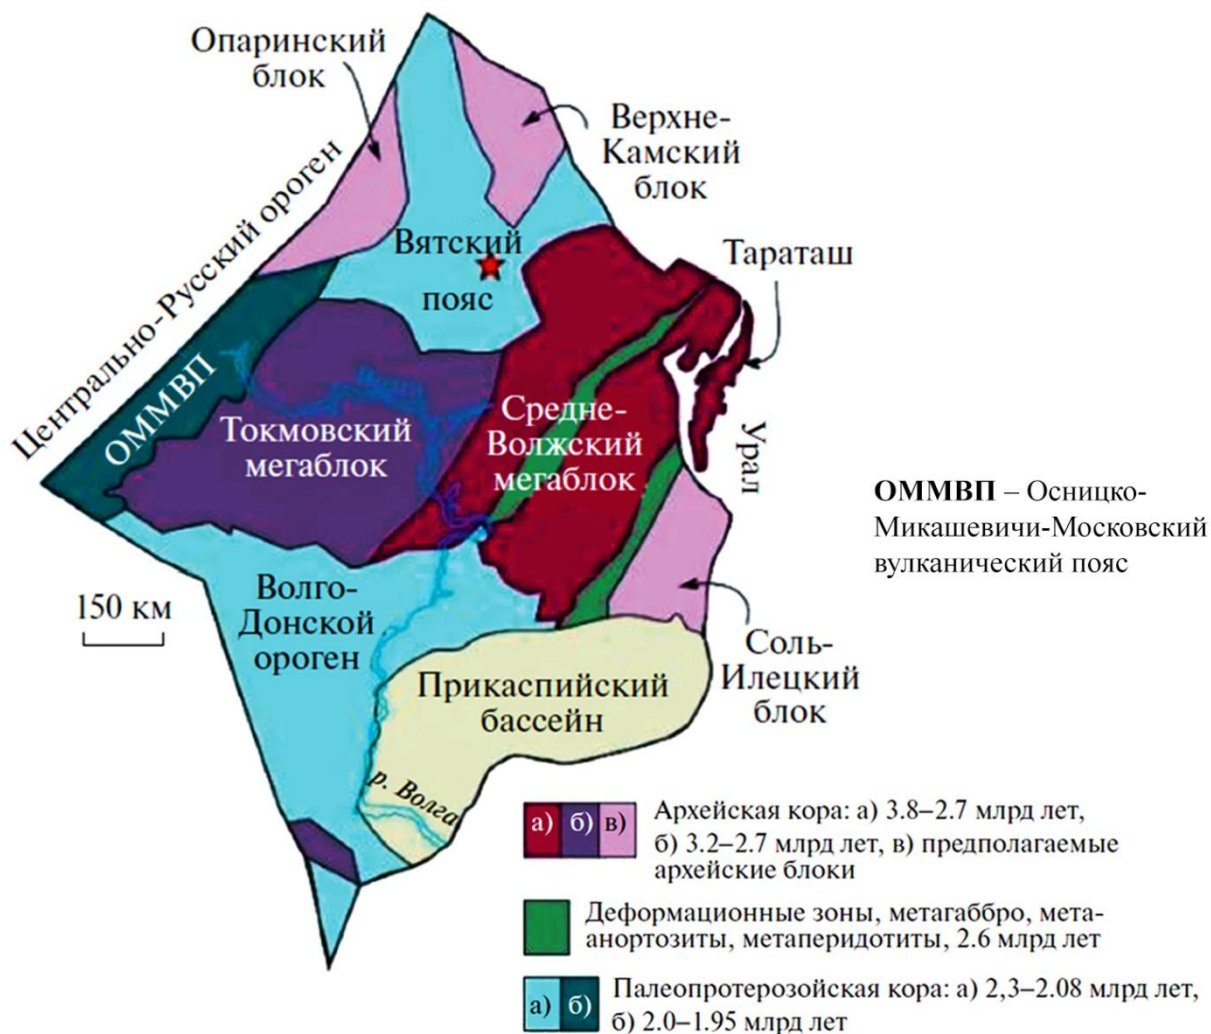 Опаринский
блок
Верхне-
Камский
блок
Центрально-Русский ороген
Вятский
пояс
Тараташ
ОММВП
Токмовский
мегаблок
Средне-
Волжский
мегаблок
Урал
ОММВП – Осницко-
Микашевичи-Московский
вулканический пояс
150 км
Волго-
Донской
ороген
Соль-
Илецкий
блок
Прикаспийский
бассейн
р. Волга
а) б) в)
Архейская кора: а) 3.8–2.7 млрд лет,
б) 3.2–2.7 млрд лет, в) предполагаемые
архейские блоки
Деформационные зоны, метагаббро, мета-
анортозиты, метаперидотиты, 2.6 млрд лет
а) б)
Палеопротерозойская кора: а) 2,3–2.08 млрд лет,
б) 2.0–1.95 млрд лет